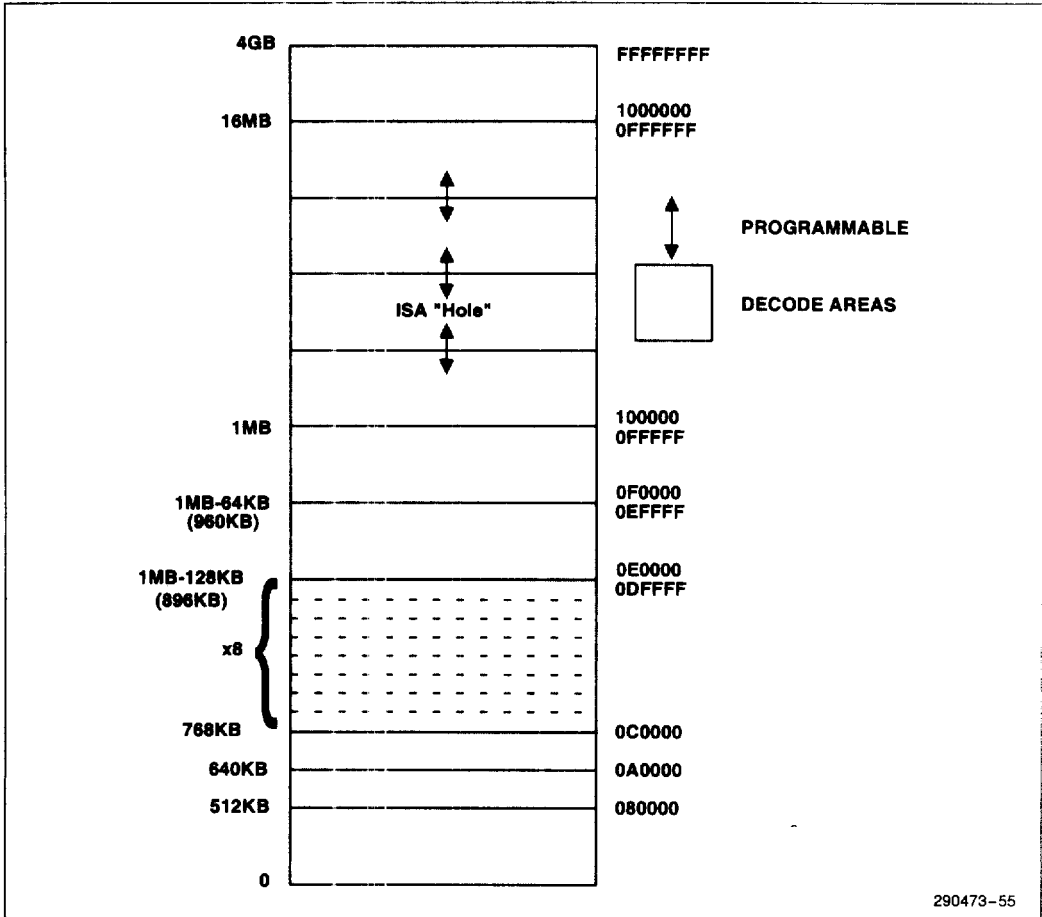 4GB
FFFFFFFF
16MB
1000000
0FFFFFF
PROGRAMMABLE
ISA "Hole"
DECODE AREAS
1MB
100000
0FFFFF
1MB-64KB
(960KB)
0F0000
0EFFFF
1MB-128KB
(896KB)
0E0000
0DFFFF
x8
768KB
0C0000
640KB
0A0000
512KB
080000
0
290473-55